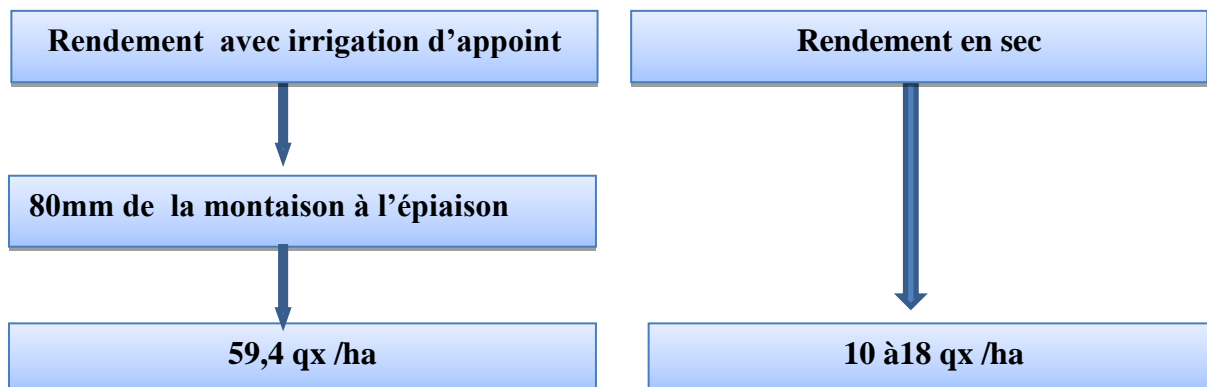 Rendement avec irrigation d’appoint
Rendement en sec
80mm de la montaison à l’épiaison
59,4 qx /ha
10 à18 qx /ha